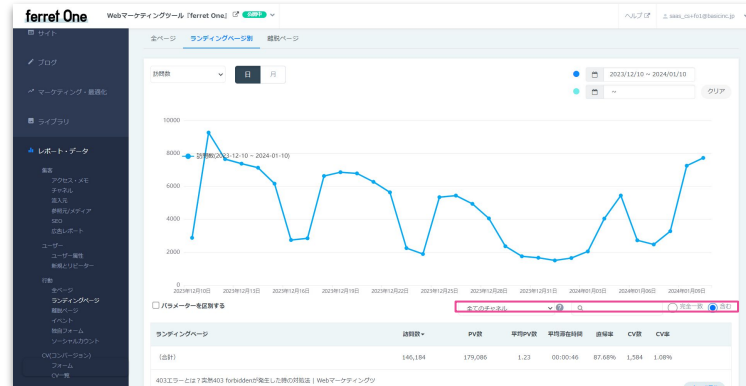 ferret One Webマーケティングツール『ferret One』 公開中 ヘルプ saas_cs+fo1@basicinc.jp
サイト
ブログ
マーケティング・最適化
ライブラリ
レポート・データ
集客
アクセス・メモ
チャネル
流入元
参照元/メディア
SEO
広告レポート
ユーザー
ユーザー属性
新規とリピーター
行動
全ページ
ランディングページ
離脱ページ
イベント
独自フォーム
ソーシャルカウント
CV(コンバージョン)
フォーム
CV一覧
全ページ ランディングページ別 離脱ページ
訪問数 日 月
2023/12/10 ~ 2024/01/10
~ クリア
10000
8000
訪問数(2023-12-10 ~ 2024-01-10)
6000
4000
2000
0
2023年12月10日 2023年12月13日 2023年12月16日 2023年12月19日 2023年12月22日 2023年12月25日 2023年12月28日 2023年12月31日 2024年01月03日 2024年01月06日 2024年01月09日
パラメーターを区別する 全てのチャネル 完全一致 含む
ランディングページ 訪問数 PV数 平均PV数 平均滞在時間 直帰率 CV数 CV率
(合計) 146,184 179,086 1.23 00:00:46 87.68% 1,584 1.08%
403エラーとは？突然403 forbiddenが発生した時の対処法 | Webマーケティングツ